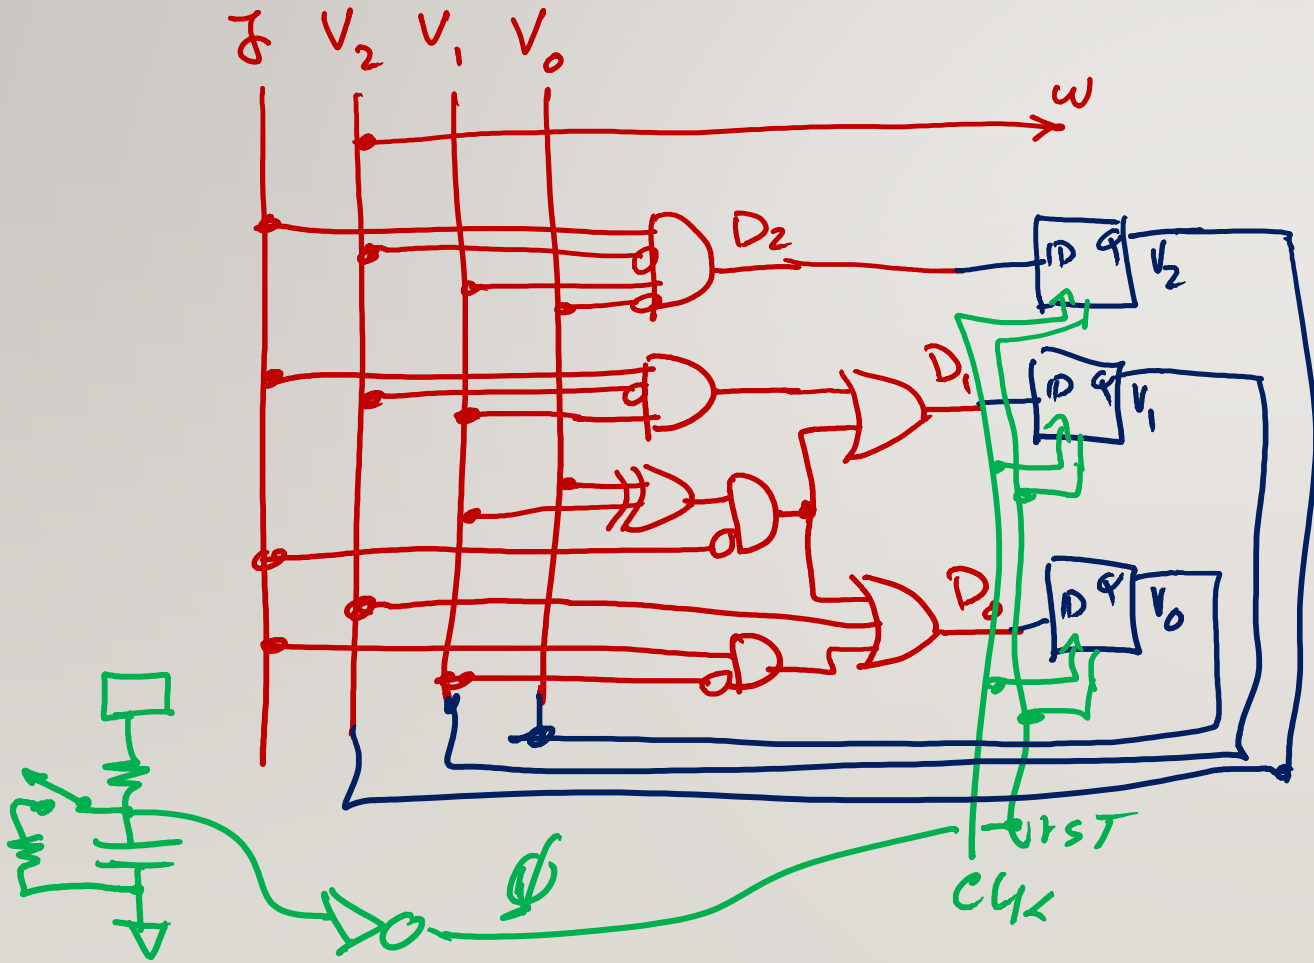 J V₂ V₁ V₀
ω
D₂
D Q V₂
D₁
D Q V₁
D₀
D Q V₀
φ
rST
CLK